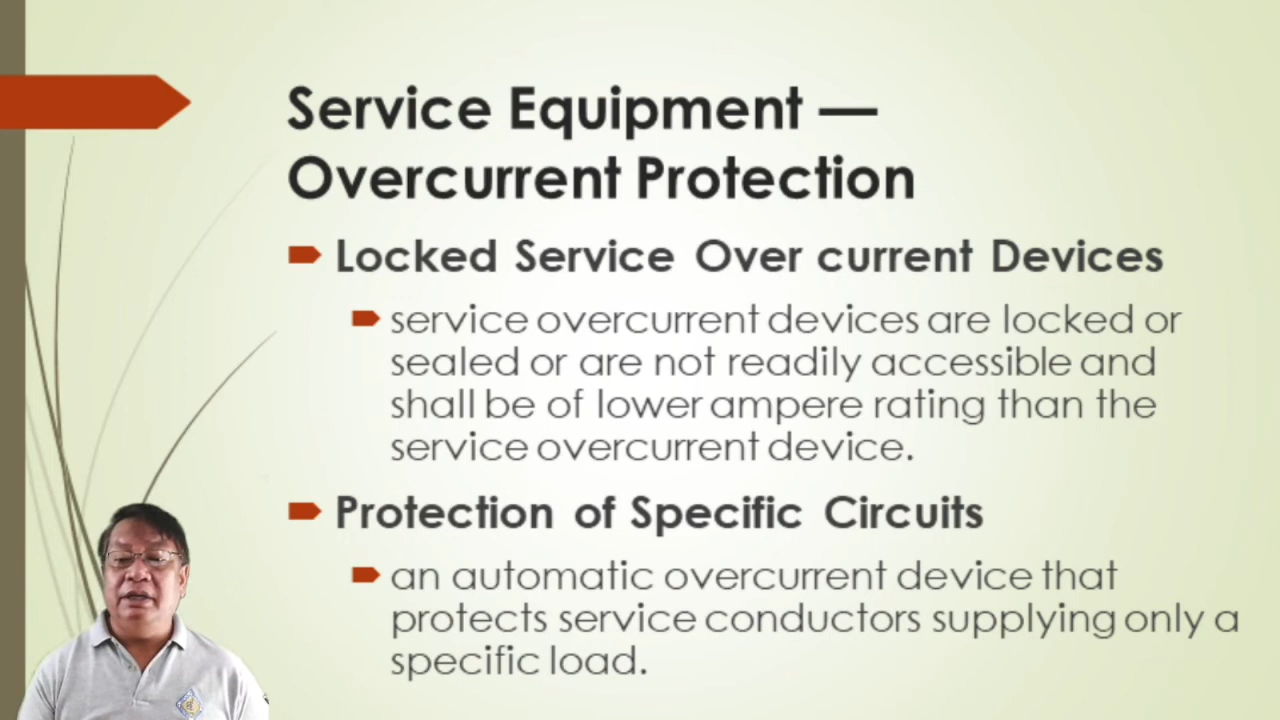 Service Equipment —
Overcurrent Protection
Locked Service Over current Devices
service overcurrent devices are locked or
sealed or are not readily accessible and
shall be of lower ampere rating than the
service overcurrent device.
Protection of Specific Circuits
an automatic overcurrent device that
protects service conductors supplying only a
specific load.